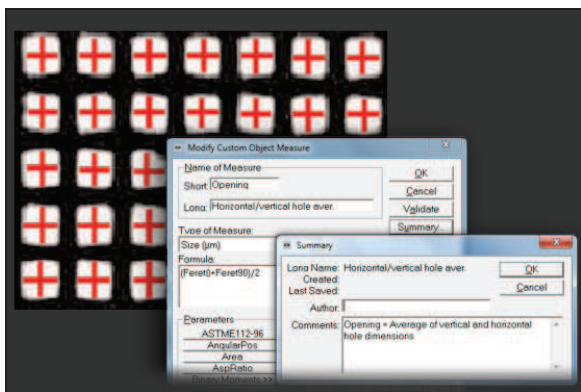 Modify Custom Object Measure
Name of Measure
Short: Opening
Long: Horizontal/vertical hole aver.
OK
Cancel
Validate
Summary...
Type of Measure:
Size (µm)
Formula:
(Feret0+Feret90)/2
Parameters
ASTME112-96
AngularPos
Area
AspRatio
Binary Moments >>
Summary
Long Name: Horizontal/vertical hole aver.
Created:
Last Saved:
Author:
Comments: Opening = Average of vertical and horizontal
hole dimensions
OK
Cancel